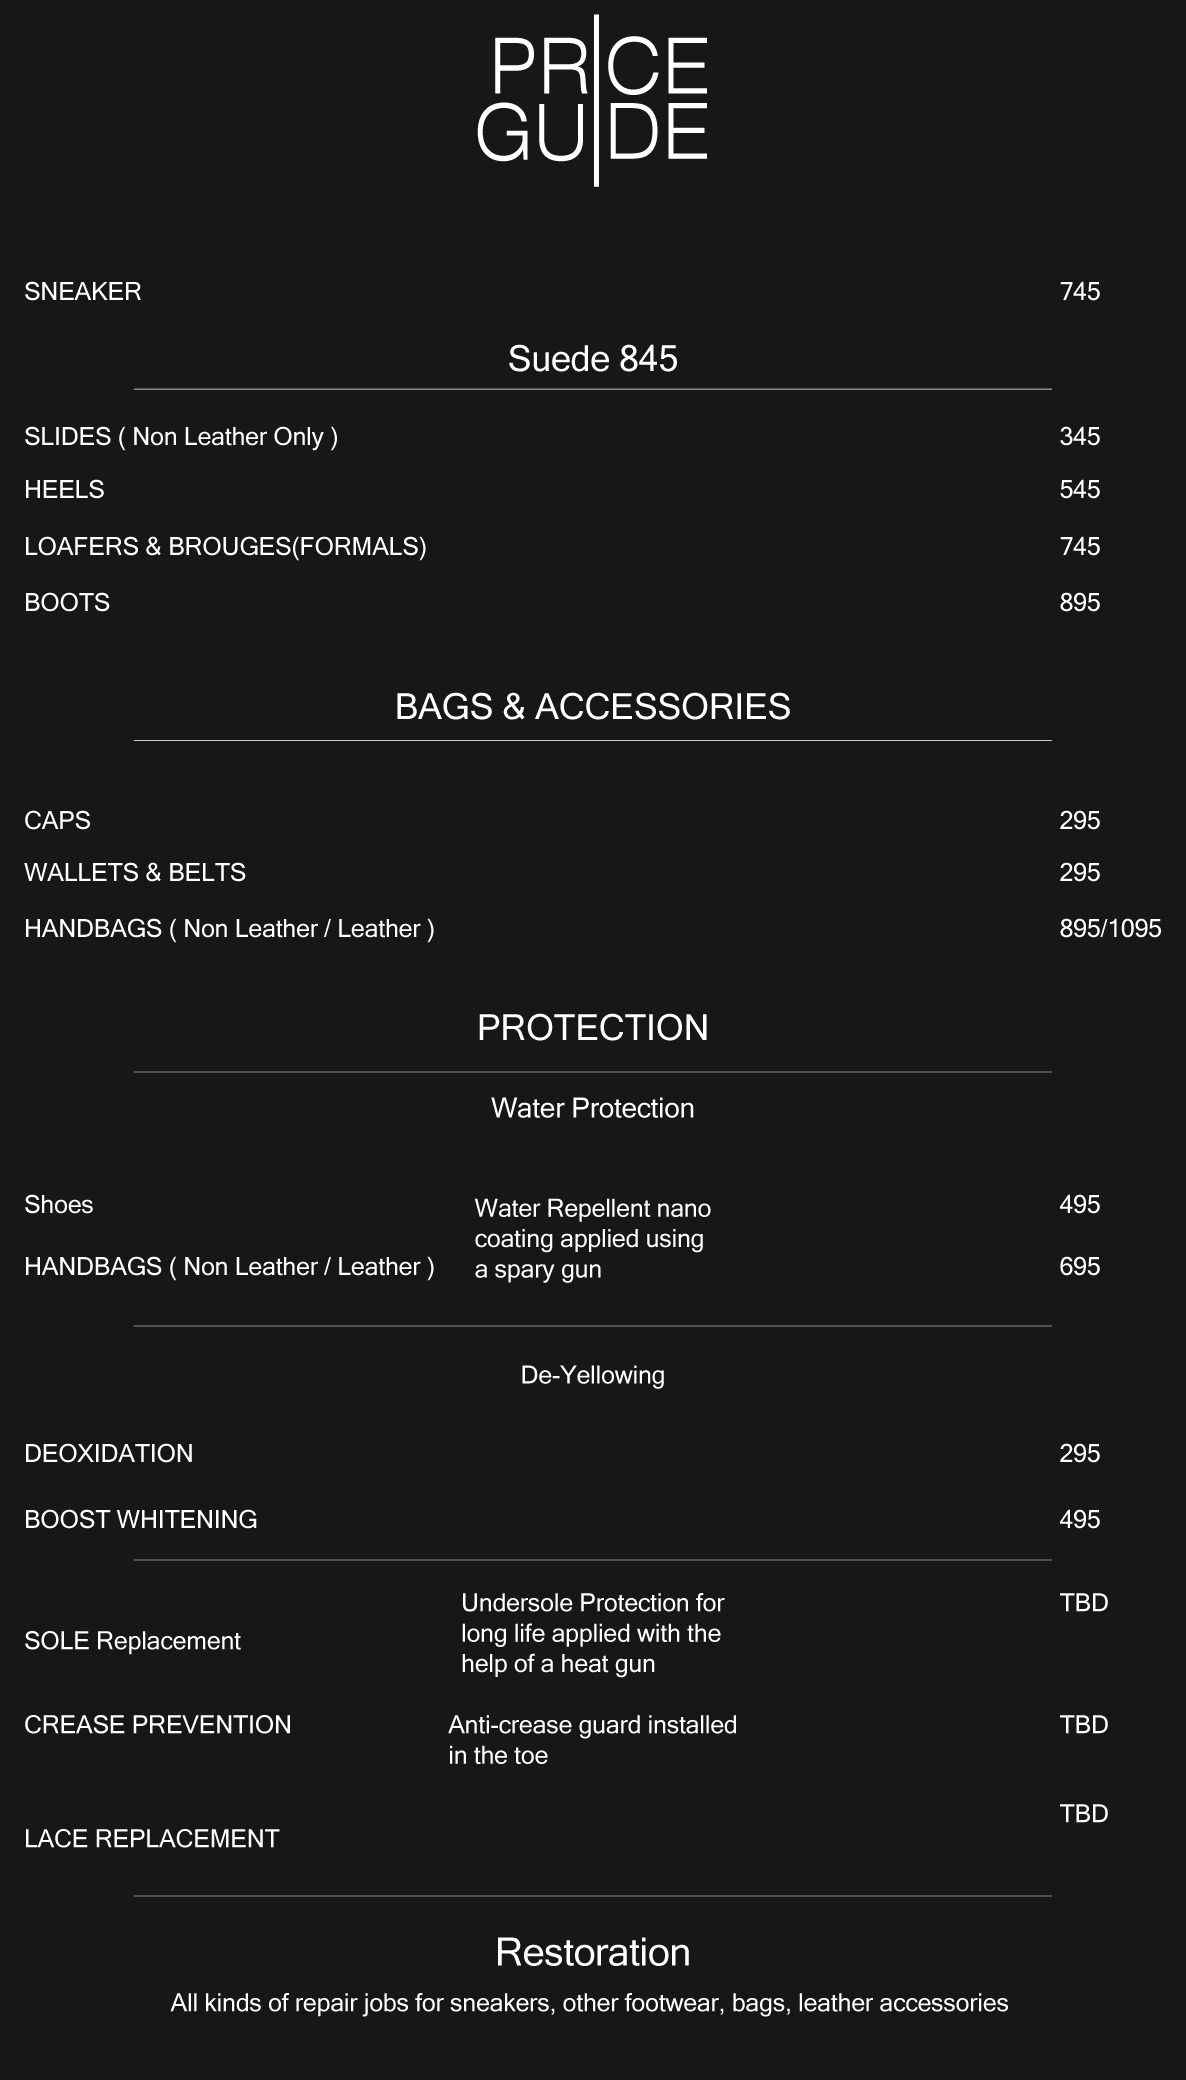 PRICE
GUIDE
SNEAKER 745
Suede 845
SLIDES ( Non Leather Only ) 345
HEELS 545
LOAFERS & BROUGES(FORMALS) 745
BOOTS 895
BAGS & ACCESSORIES
CAPS 295
WALLETS & BELTS 295
HANDBAGS ( Non Leather / Leather ) 895/1095
PROTECTION
Water Protection
Shoes 495
Water Repellent nano
coating applied using
a spary gun
HANDBAGS ( Non Leather / Leather ) 695
De-Yellowing
DEOXIDATION 295
BOOST WHITENING 495
SOLE Replacement
Undersole Protection for
long life applied with the
help of a heat gun
TBD
CREASE PREVENTION
Anti-crease guard installed
in the toe
TBD
LACE REPLACEMENT TBD
Restoration
All kinds of repair jobs for sneakers, other footwear, bags, leather accessories